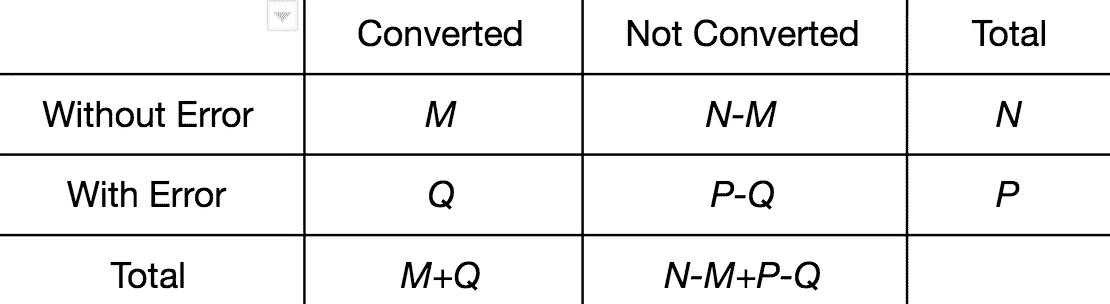 Converted Not Converted Total
Without Error M N-M N
With Error Q P-Q P
Total M+Q N-M+P-Q